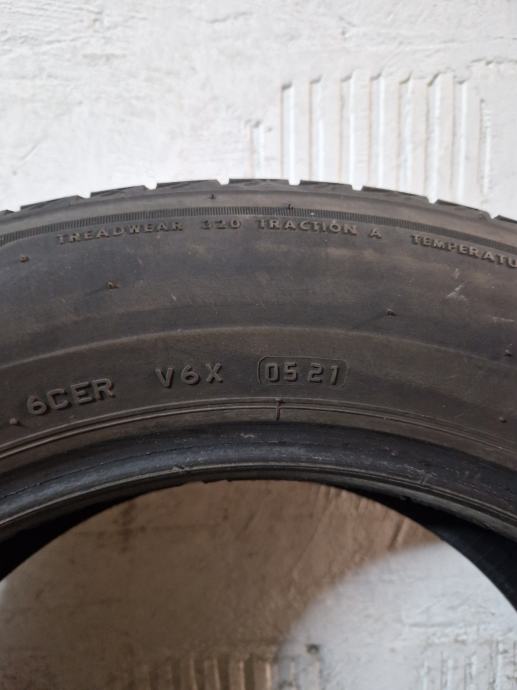 TREADWEAR 320 TRACTION A TEMPERATU
6CER V6X 0521